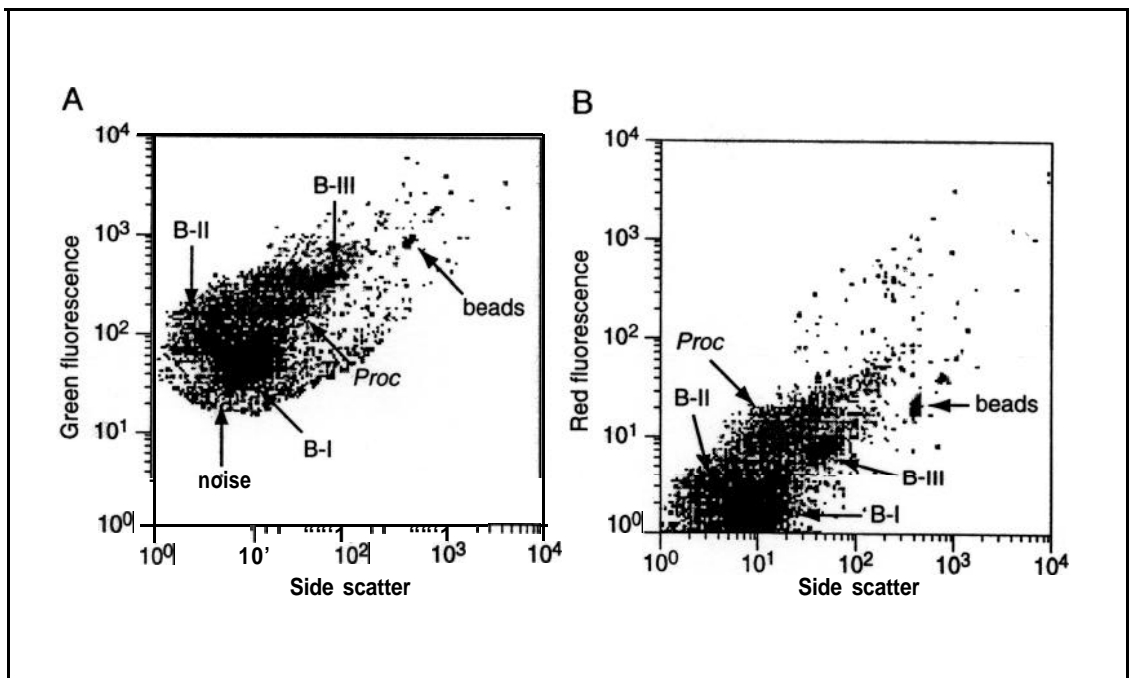 A
Green fluorescence
10⁴
10³
10²
10¹
10⁰
B-II
B-III
beads
Proc
B-I
noise
10⁰ 10' 10² 10³ 10⁴
Side scatter
B
Red fluorescence
10⁴
10³
10²
10¹
10⁰
Proc
B-II
beads
B-III
B-I
10⁰ 10¹ 10² 10³ 10⁴
Side scatter